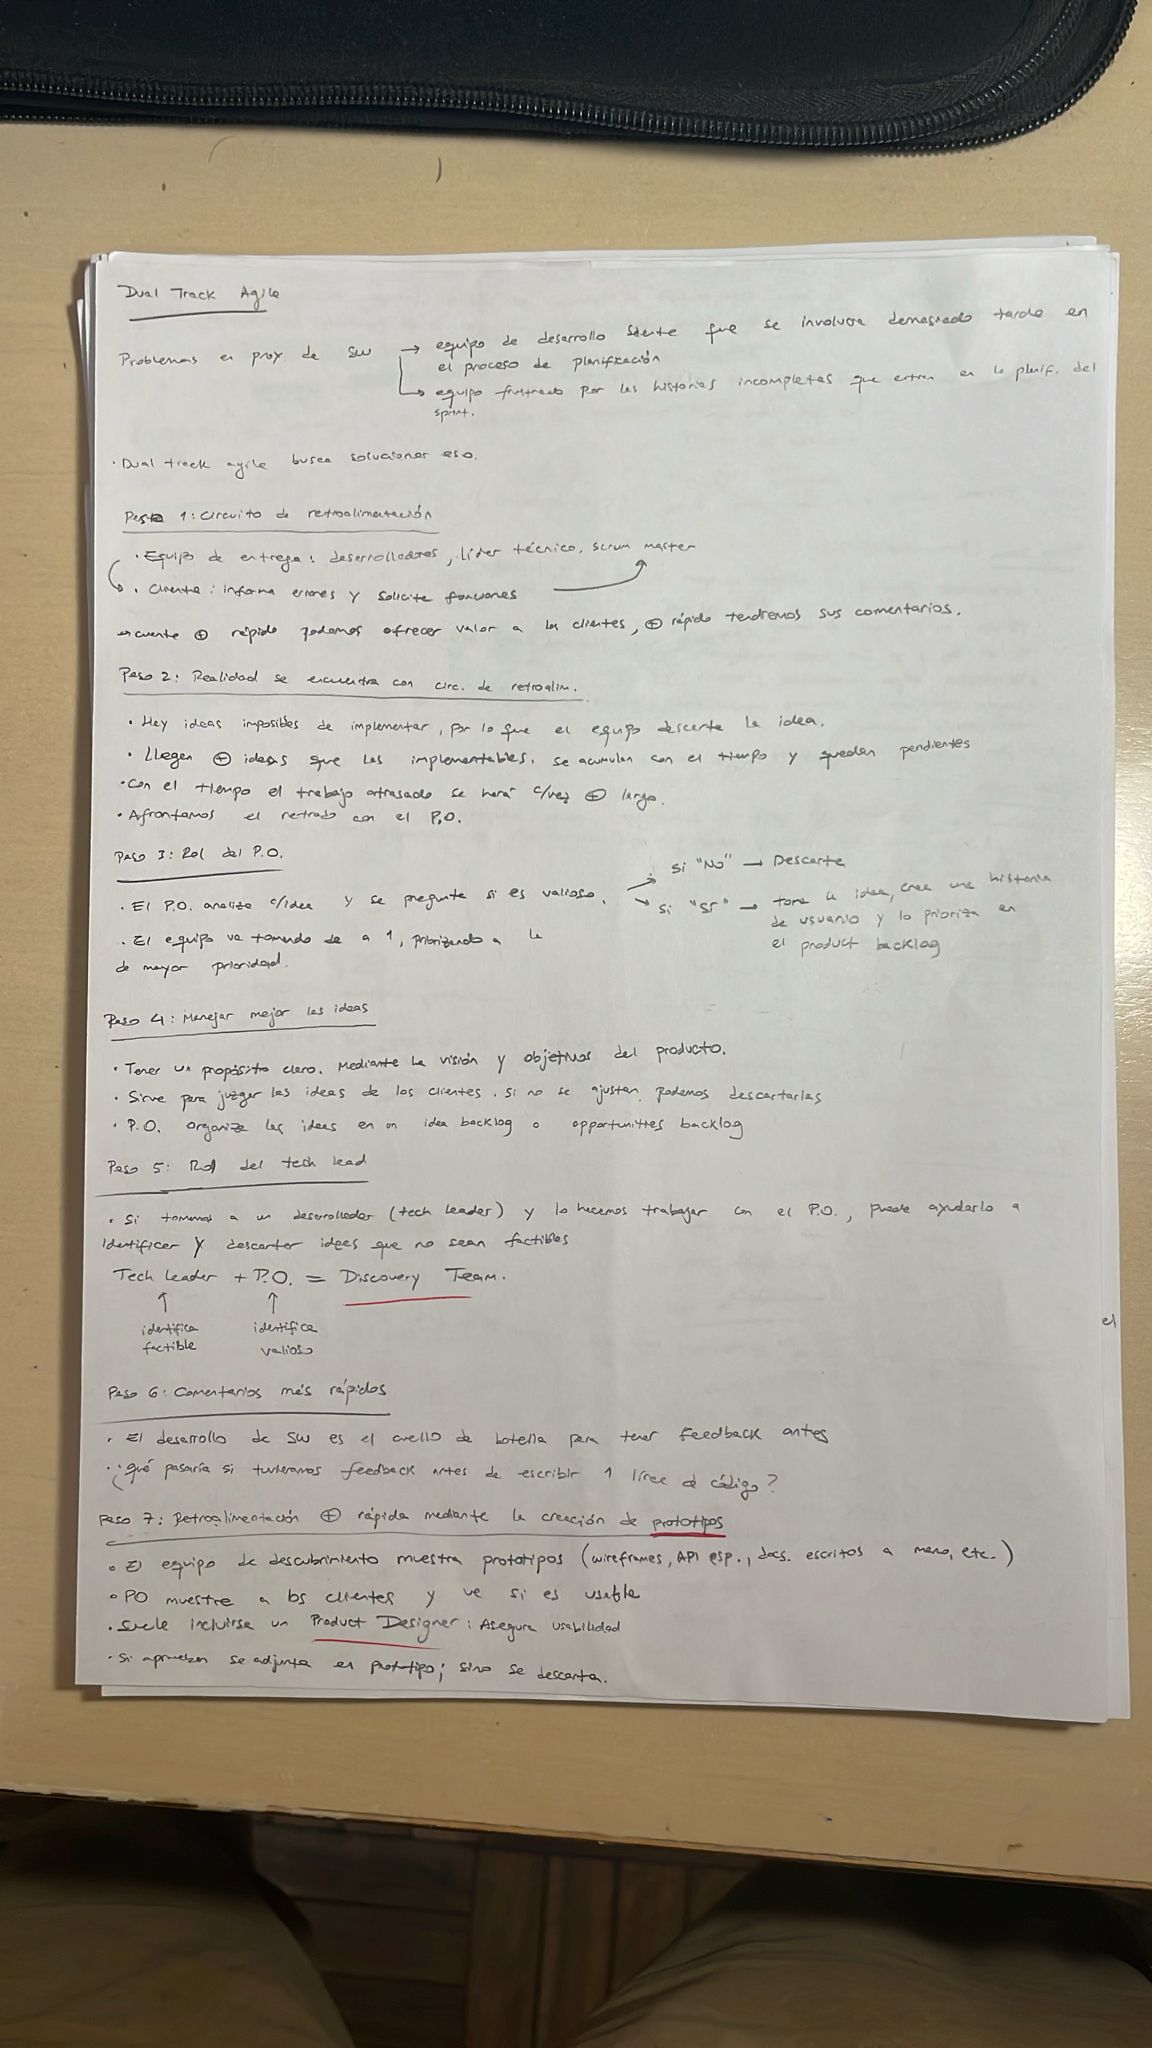 Dual Track Agile
Problemas en proy de SW → equipo de desarrollo siente que se involucra demasiado tarde en
el proceso de planificación
→ equipo frustrado por las historias incompletas que entran en la planif. del
sprint.
• Dual track agile busca solucionar eso.
Paso 1: Circuito de retroalimentación
• Equipo de entrega: desarrolladores, líder técnico, scrum master
• Cliente: informa errores y solicita funciones
cuente ⊕ rápido podamos ofrecer valor a los clientes, ⊕ rápido tendremos sus comentarios.
Paso 2: Realidad se encuentra con circ. de retroalim.
• Hay ideas imposibles de implementar, por lo que el equipo descarta la idea.
• Llegan ⊕ ideas que las implementables. Se acumulan con el tiempo y quedan pendientes
• Con el tiempo el trabajo atrasado se hará c/vez ⊕ largo.
• Afrontamos el retraso con el P.O.
Paso 3: Rol del P.O.
• El P.O. analiza c/idea y se pregunta si es valioso.
Si "No" → Descarta
Si "Sí" → toma la idea, crea una historia
de usuario y lo prioriza en
el product backlog
• El equipo va tomando de a 1, priorizando a la
de mayor prioridad.
Paso 4: Manejar mejor las ideas
• Tener un propósito claro. Mediante la visión y objetivos del producto.
• Sirve para juzgar las ideas de los clientes. Si no se ajustan, podemos descartarlas
• P.O. organiza las ideas en un idea backlog o opportunities backlog
Paso 5: Rol del tech lead
• Si tomamos a un desarrollador (tech leader) y lo hacemos trabajar con el P.O., puede ayudarlo a
identificar y descartar ideas que no sean factibles
Tech leader + P.O. = Discovery Team.
↑ ↑
identifica identifica
factible valioso
el
Paso 6: Comentarios más rápidos
• El desarrollo de SW es el cuello de botella para tener feedback antes
• ¿qué pasaría si tuvieramos feedback antes de escribir 1 línea de código?
Paso 7: Retroalimentación ⊕ rápida mediante la creación de prototipos
• El equipo de descubrimiento muestra prototipos (wireframes, API esp., docs. escritos a mano, etc.)
• PO muestra a los clientes y ve si es usable
• Suele incluirse un Product Designer: Asegura usabilidad
• Si aprueban se adjunta en prototipo; sino se descarta.